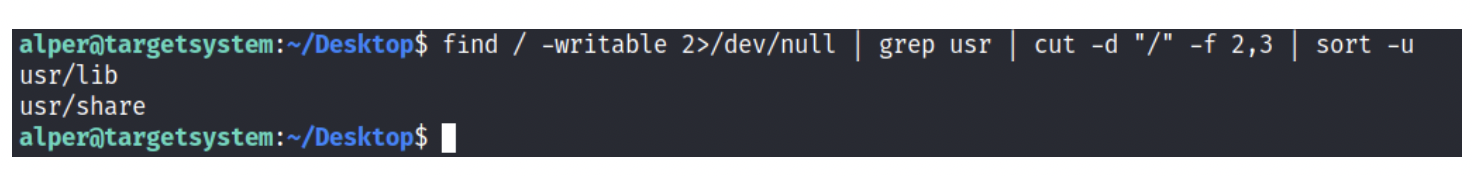 alper@targetsystem:~/Desktop$ find / -writable 2>/dev/null | grep usr | cut -d "/" -f 2,3 | sort -u
usr/lib
usr/share
alper@targetsystem:~/Desktop$